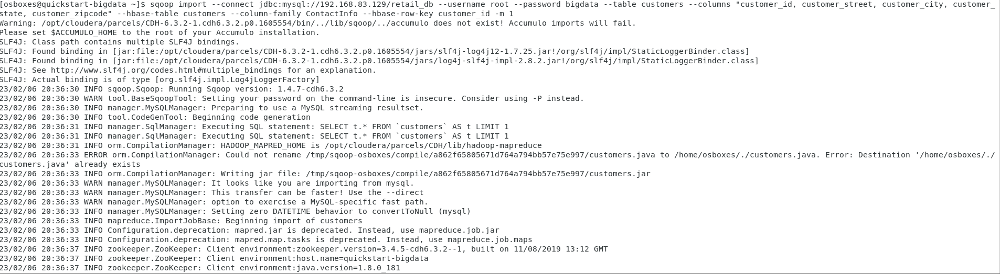 [osboxes@quickstart-bigdata ~]$ sqoop import --connect jdbc:mysql://192.168.83.129/retail_db --username root --password bigdata --table customers --columns "customer_id, customer_street, customer_city, customer_
state, customer_zipcode" --hbase-table customers --column-family ContactInfo --hbase-row-key customer_id -m 1
Warning: /opt/cloudera/parcels/CDH-6.3.2-1.cdh6.3.2.p0.1605554/bin/../lib/sqoop/../accumulo does not exist! Accumulo imports will fail.
Please set $ACCUMULO_HOME to the root of your Accumulo installation.
SLF4J: Class path contains multiple SLF4J bindings.
SLF4J: Found binding in [jar:file:/opt/cloudera/parcels/CDH-6.3.2-1.cdh6.3.2.p0.1605554/jars/slf4j-log4j12-1.7.25.jar!/org/slf4j/impl/StaticLoggerBinder.class]
SLF4J: Found binding in [jar:file:/opt/cloudera/parcels/CDH-6.3.2-1.cdh6.3.2.p0.1605554/jars/log4j-slf4j-impl-2.8.2.jar!/org/slf4j/impl/StaticLoggerBinder.class]
SLF4J: See http://www.slf4j.org/codes.html#multiple_bindings for an explanation.
SLF4J: Actual binding is of type [org.slf4j.impl.Log4jLoggerFactory]
23/02/06 20:36:30 INFO sqoop.Sqoop: Running Sqoop version: 1.4.7-cdh6.3.2
23/02/06 20:36:30 WARN tool.BaseSqoopTool: Setting your password on the command-line is insecure. Consider using -P instead.
23/02/06 20:36:30 INFO manager.MySQLManager: Preparing to use a MySQL streaming resultset.
23/02/06 20:36:30 INFO tool.CodeGenTool: Beginning code generation
23/02/06 20:36:31 INFO manager.SqlManager: Executing SQL statement: SELECT t.* FROM `customers` AS t LIMIT 1
23/02/06 20:36:31 INFO manager.SqlManager: Executing SQL statement: SELECT t.* FROM `customers` AS t LIMIT 1
23/02/06 20:36:31 INFO orm.CompilationManager: HADOOP_MAPRED_HOME is /opt/cloudera/parcels/CDH/lib/hadoop-mapreduce
23/02/06 20:36:33 ERROR orm.CompilationManager: Could not rename /tmp/sqoop-osboxes/compile/a862f65805671d764a794bb57e75e997/customers.java to /home/osboxes/./customers.java. Error: Destination '/home/osboxes/./
customers.java' already exists
23/02/06 20:36:33 INFO orm.CompilationManager: Writing jar file: /tmp/sqoop-osboxes/compile/a862f65805671d764a794bb57e75e997/customers.jar
23/02/06 20:36:33 WARN manager.MySQLManager: It looks like you are importing from mysql.
23/02/06 20:36:33 WARN manager.MySQLManager: This transfer can be faster! Use the --direct
23/02/06 20:36:33 WARN manager.MySQLManager: option to exercise a MySQL-specific fast path.
23/02/06 20:36:33 INFO manager.MySQLManager: Setting zero DATETIME behavior to convertToNull (mysql)
23/02/06 20:36:33 INFO mapreduce.ImportJobBase: Beginning import of customers
23/02/06 20:36:33 INFO Configuration.deprecation: mapred.jar is deprecated. Instead, use mapreduce.job.jar
23/02/06 20:36:33 INFO Configuration.deprecation: mapred.map.tasks is deprecated. Instead, use mapreduce.job.maps
23/02/06 20:36:37 INFO zookeeper.ZooKeeper: Client environment:zookeeper.version=3.4.5-cdh6.3.2--1, built on 11/08/2019 13:12 GMT
23/02/06 20:36:37 INFO zookeeper.ZooKeeper: Client environment:host.name=quickstart-bigdata
23/02/06 20:36:37 INFO zookeeper.ZooKeeper: Client environment:java.version=1.8.0_181